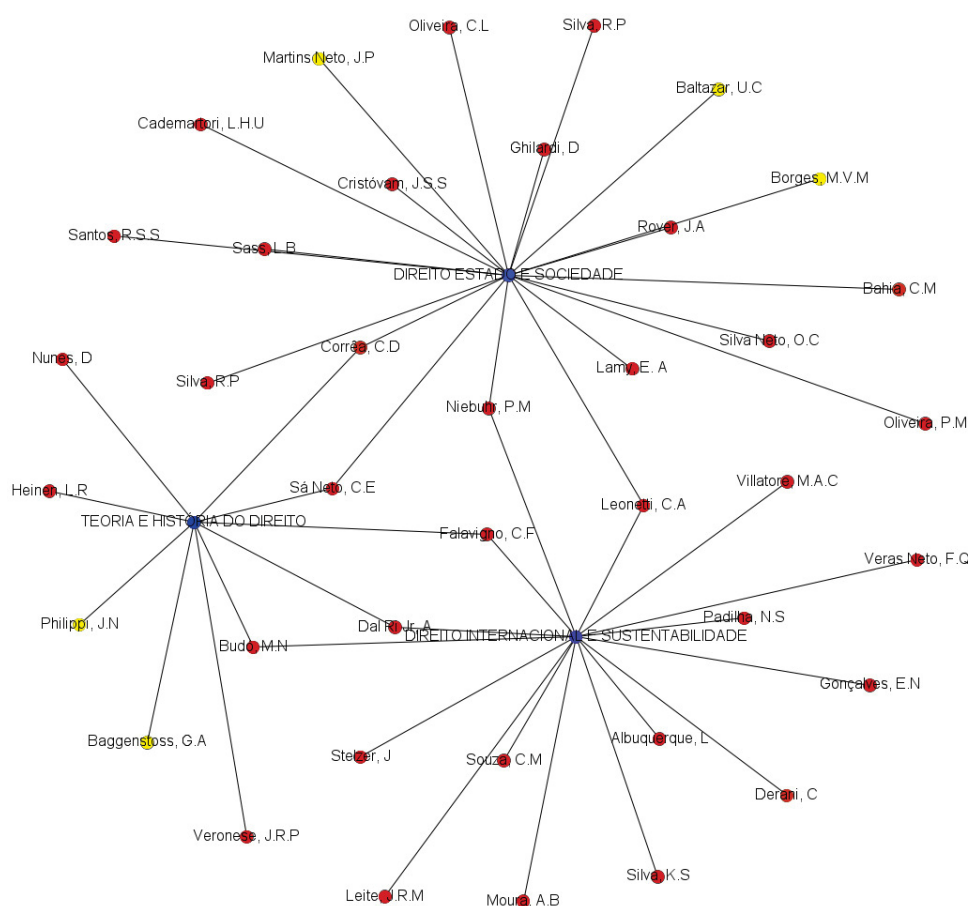 Oliveira, C.L
Silva, R.P
Martins Neto, J.P
Baltazar, U.C
Cademartori, L.H.U
Ghilardi, D
Cristóvam, J.S.S
Borges, M.V.M
Santos, R.S.S
Sass, L.B
Rover, J.A
DIREITO ESTADO E SOCIEDADE
Bahia, C.M
Silva Neto, O.C
Nunes, D
Corrêa, C.D
Lamy, E. A
Silva, R.P
Niebuhr, P.M
Oliveira, P.M
Villatore, M.A.C
Heinen, L.R
Sá Neto, C.E
Leonetti, C.A
TEORIA E HISTÓRIA DO DIREITO
Falavigno, C.F
Veras Neto, F.Q
Philippi, J.N
Dal Ri Jr, A
Padilha, N.S
DIREITO INTERNACIONAL E SUSTENTABILIDADE
Budó, M.N
Gonçalves, E.N
Baggenstoss, G.A
Albuquerque, L
Stelzer, J
Souza, C.M
Derani, C
Veronese, J.R.P
Silva, K.S
Leite, J.R.M
Moura, A.B